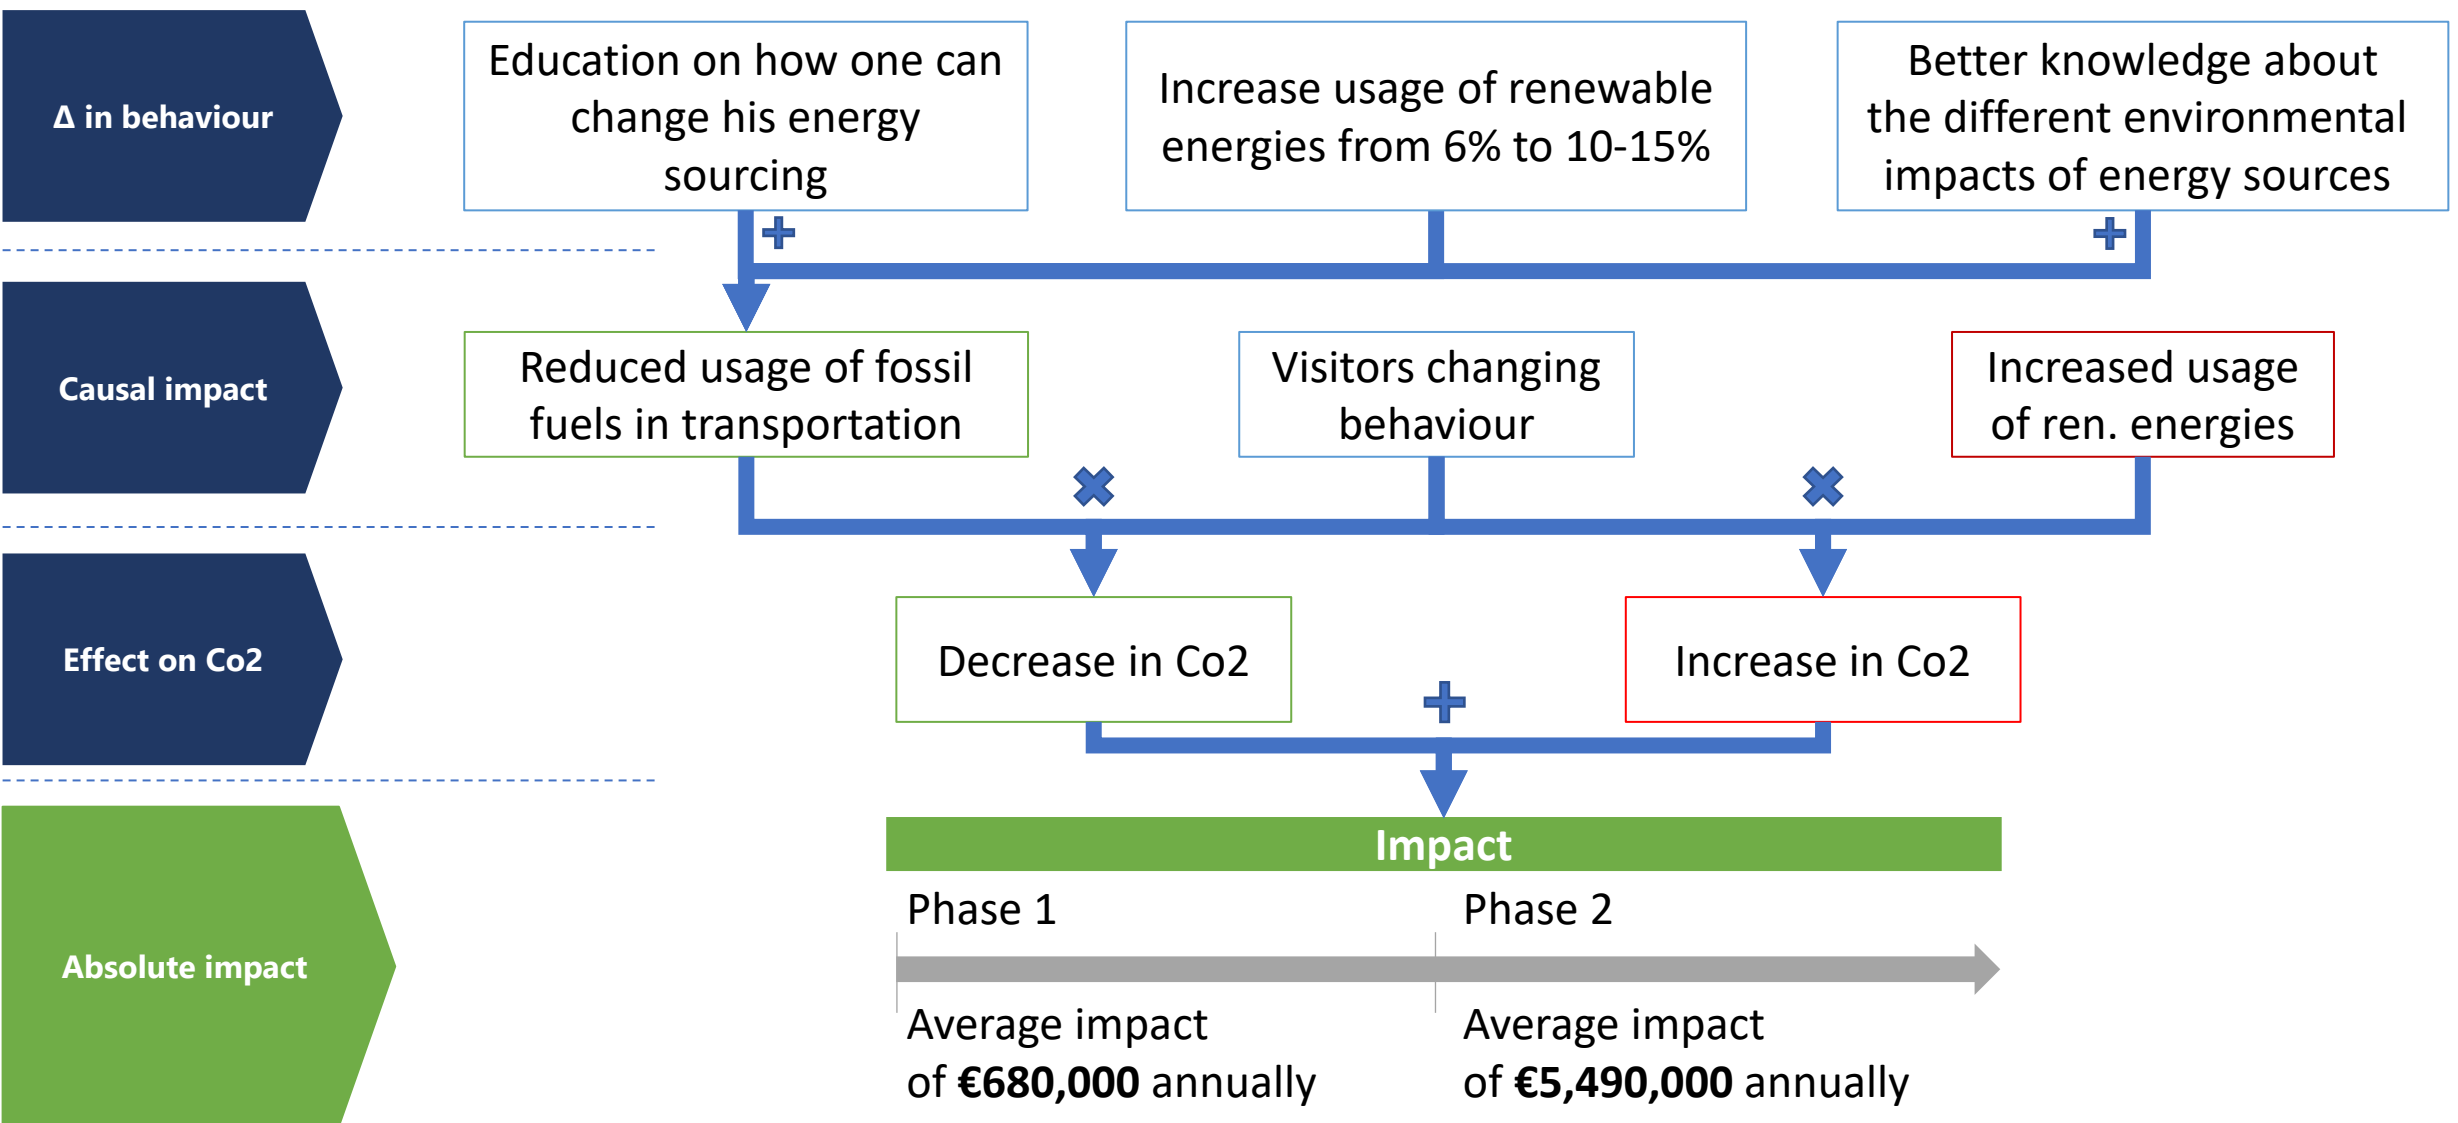 Δ in behaviour
Education on how one can
change his energy
sourcing
Increase usage of renewable
energies from 6% to 10-15%
Better knowledge about
the different environmental
impacts of energy sources
Causal impact
Reduced usage of fossil
fuels in transportation
Visitors changing
behaviour
Increased usage
of ren. energies
Effect on Co2
Decrease in Co2
Increase in Co2
Absolute impact
Impact
Phase 1
Phase 2
Average impact
of €680,000 annually
Average impact
of €5,490,000 annually